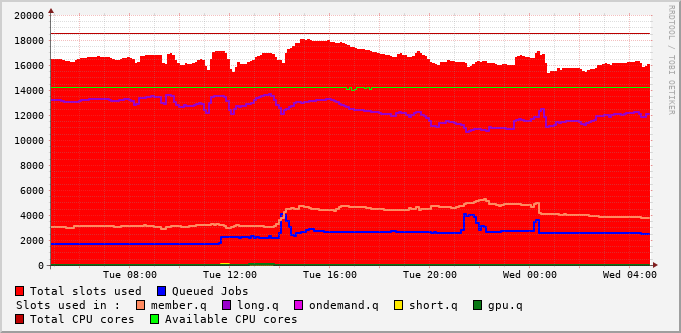 20000
18000
16000
14000
12000
10000
8000
6000
4000
2000
0
Tue 08:00 Tue 12:00 Tue 16:00 Tue 20:00 Wed 00:00 Wed 04:00
RRDTOOL / TOBI OETIKER
Total slots used Queued Jobs
Slots used in : member.q long.q ondemand.q short.q gpu.q
Total CPU cores Available CPU cores